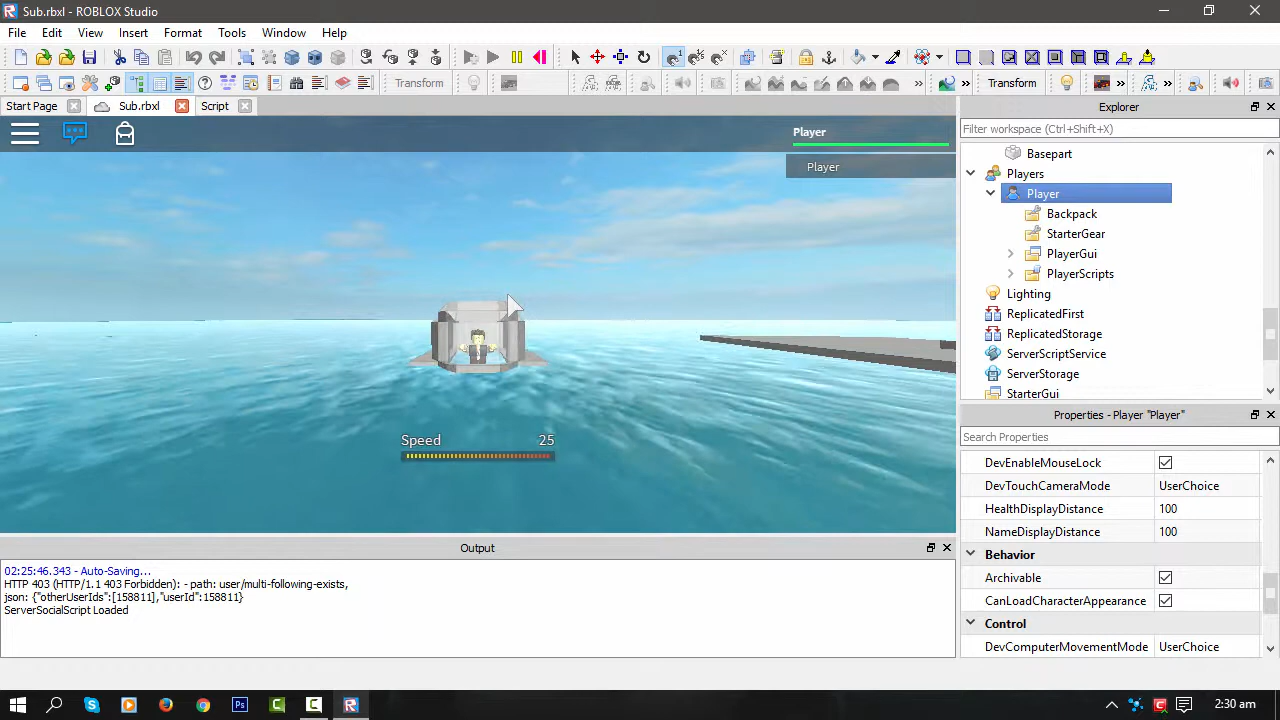 Sub.rbxl - ROBLOX Studio
File Edit View Insert Format Tools Window Help
Transform
Transform
Start Page
Sub.rbxl
Script
Explorer
Filter workspace (Ctrl+Shift+X)
Player
Player
Speed 25
Basepart
Players
Player
Backpack
StarterGear
PlayerGui
PlayerScripts
Lighting
ReplicatedFirst
ReplicatedStorage
ServerScriptService
ServerStorage
StarterGui
Properties - Player "Player"
Search Properties
DevEnableMouseLock
DevTouchCameraMode UserChoice
HealthDisplayDistance 100
NameDisplayDistance 100
Behavior
Archivable
CanLoadCharacterAppearance
Control
DevComputerMovementMode UserChoice
Output
02:25:46.343 - Auto-Saving...
HTTP 403 (HTTP/1.1 403 Forbidden): - path: user/multi-following-exists,
json: {"otherUserIds":[158811],"userId":158811}
ServerSocialScript Loaded
2:30 am